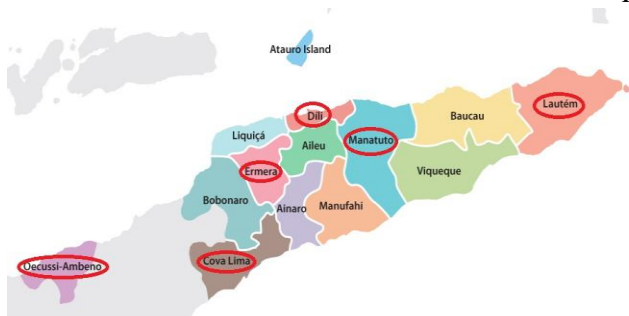 Atauro Island
Dili
Lautém
Baucau
Liquiçá
Manatuto
Aileu
Ermera
Viqueque
Bobonaro
Ainaro
Manufahi
Cova Lima
Oecussi-Ambeno